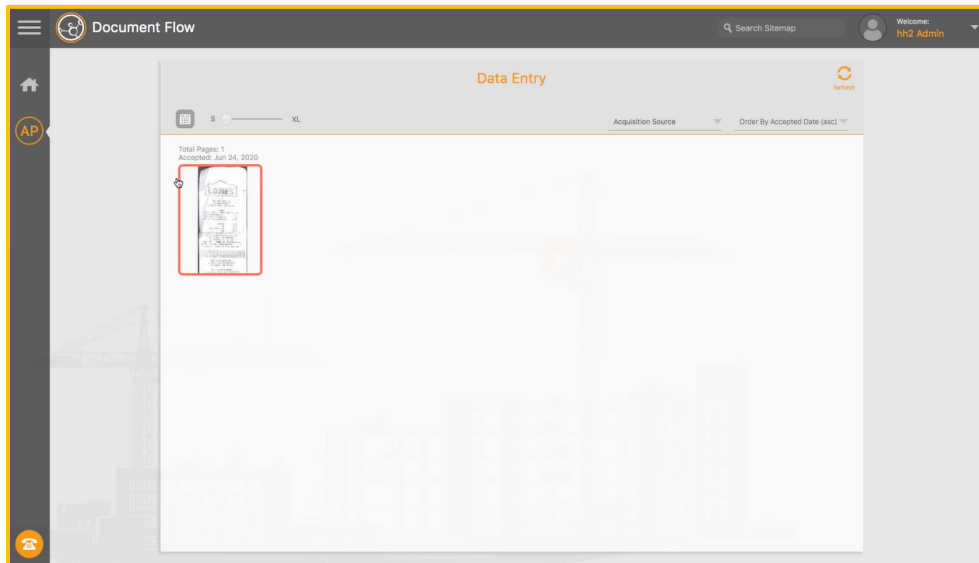 Document Flow
Search Sitemap
Welcome:
hh2 Admin
AP
Data Entry
Refresh
S XL
Acquisition Source
Order By Accepted Date (asc)
Total Pages: 1
Accepted: Jun 24, 2020
LOWE'S